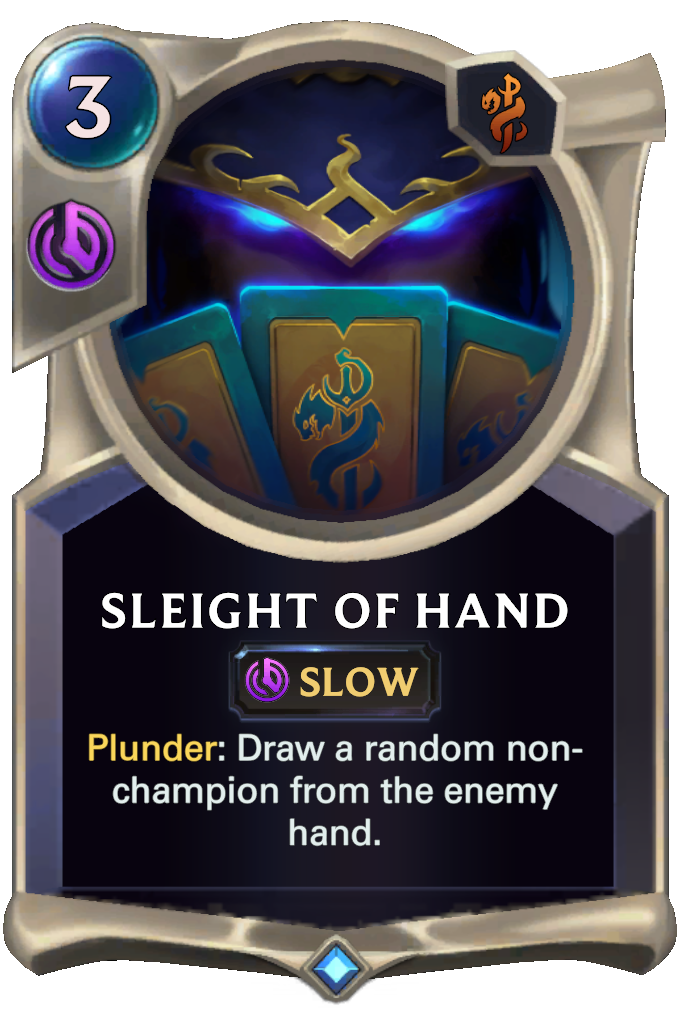 3
SLEIGHT OF HAND
SLOW
Plunder: Draw a random non-
champion from the enemy
hand.